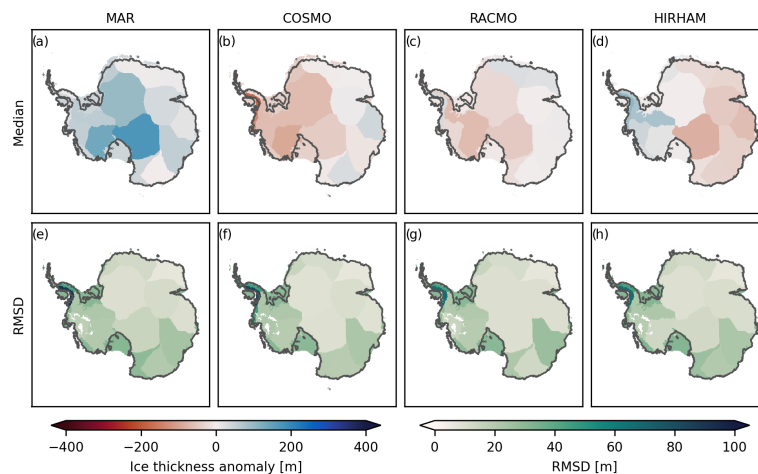 MAR COSMO RACMO HIRHAM
Median
(a) (b) (c) (d)
RMSD
(e) (f) (g) (h)
−400 −200 0 200 400 0 20 40 60 80 100
Ice thickness anomaly [m] RMSD [m]